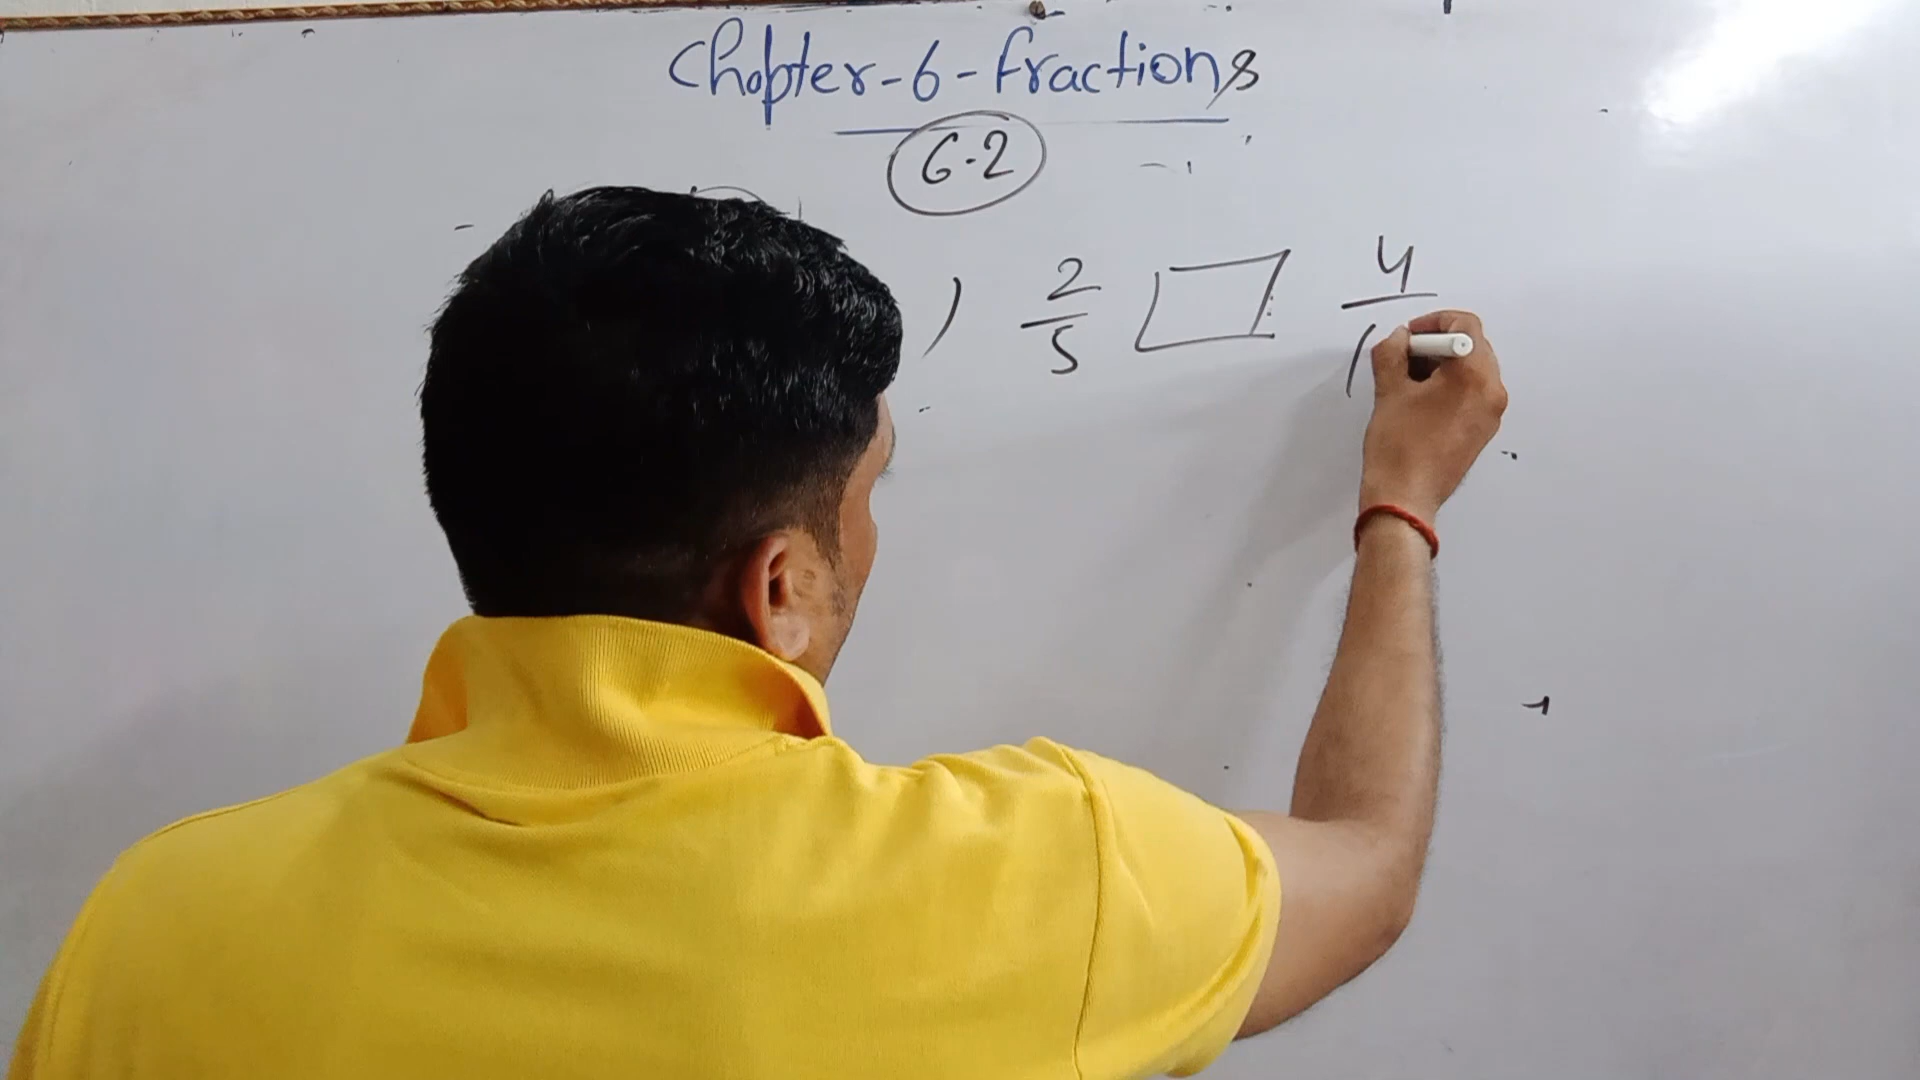 Chapter-6-Fractions
6.2
) 2/5 □ 4/1